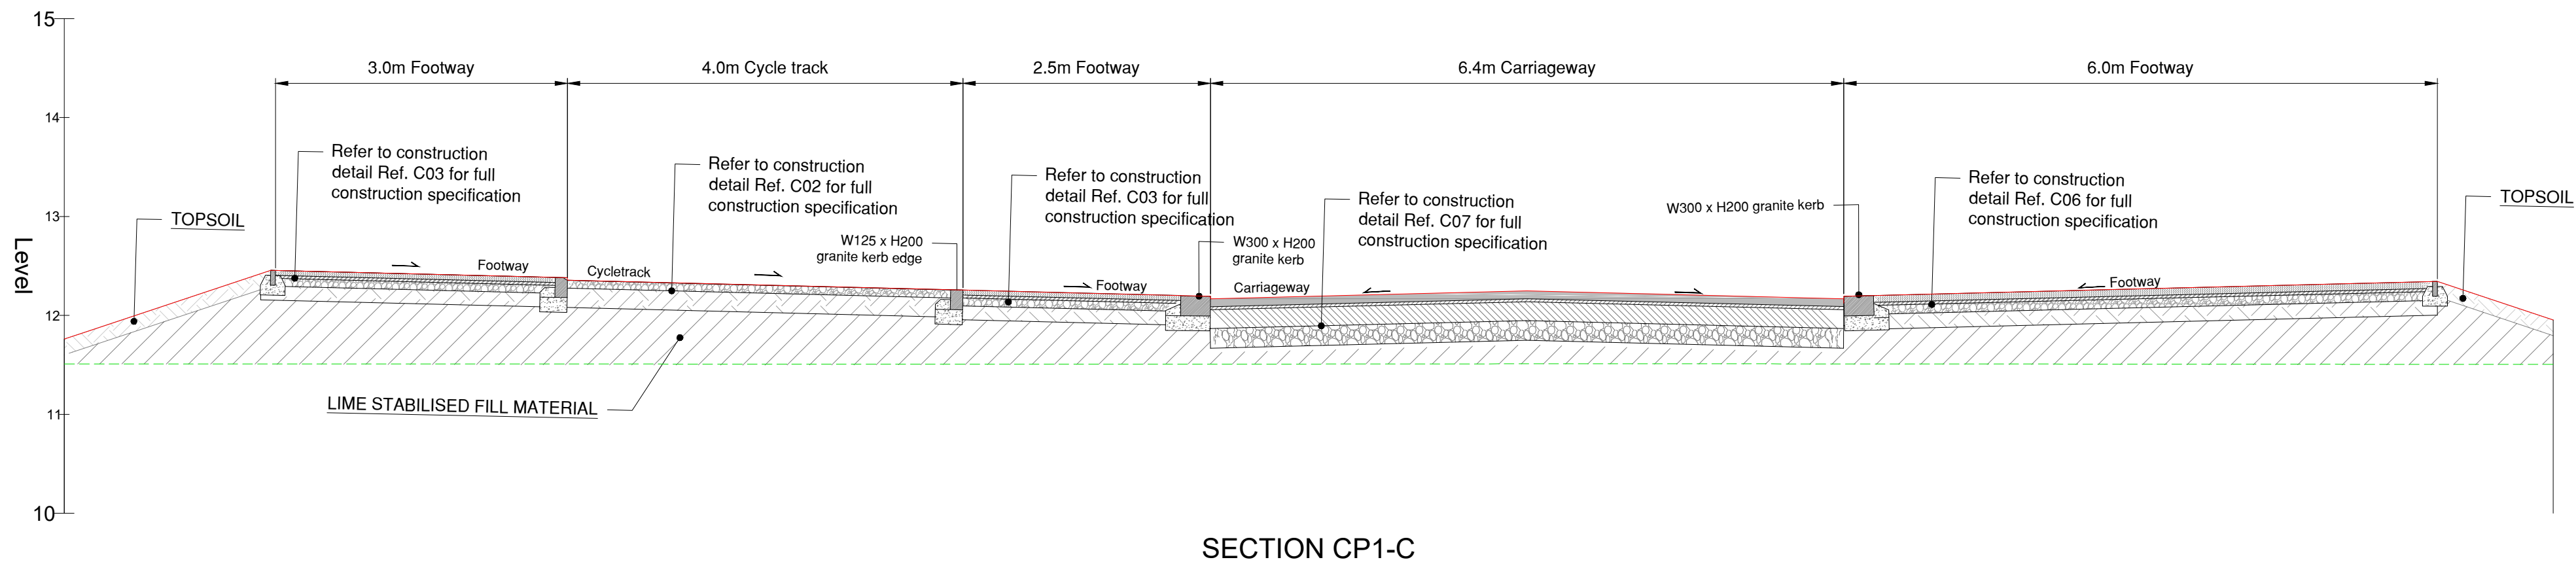 15
3.0m Footway
4.0m Cycle track
2.5m Footway
6.4m Carriageway
6.0m Footway
14
Refer to construction
detail Ref. C03 for full
construction specification
Refer to construction
detail Ref. C02 for full
construction specification
Refer to construction
detail Ref. C03 for full
construction specification
Refer to construction
detail Ref. C07 for full
construction specification
W300 x H200 granite kerb
Refer to construction
detail Ref. C06 for full
construction specification
TOPSOIL
13
TOPSOIL
W125 x H200
granite kerb edge
W300 x H200
granite kerb
Level
Footway
Cycletrack
Footway
Carriageway
Footway
12
11
LIME STABILISED FILL MATERIAL
10
SECTION CP1-C